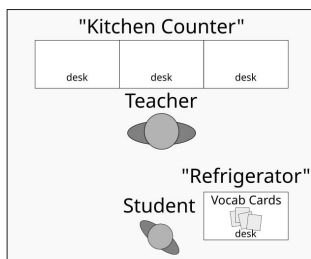 "Kitchen Counter"
desk desk desk
Teacher
"Refrigerator"
Student
Vocab Cards
desk